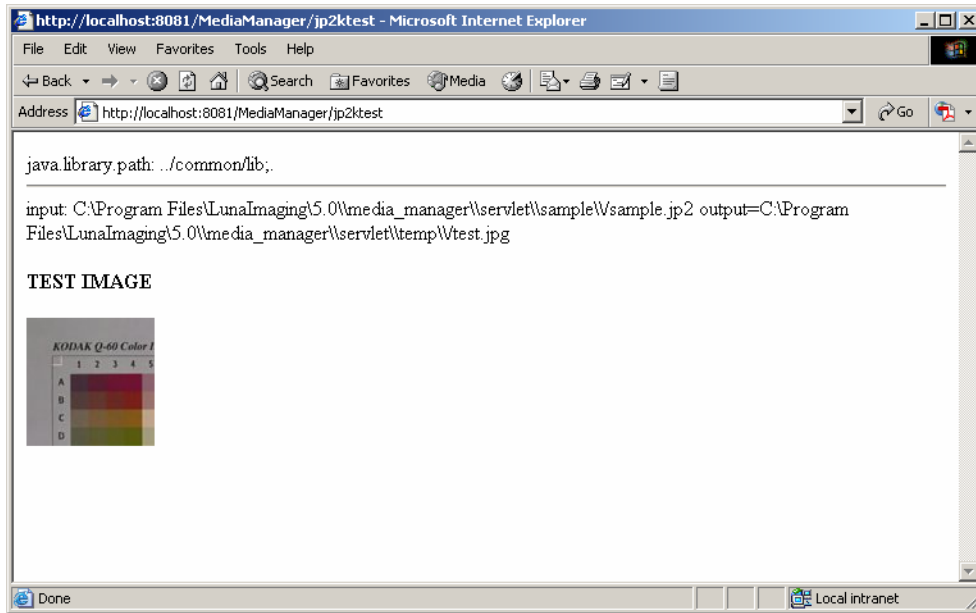 http://localhost:8081/MediaManager/jp2ktest - Microsoft Internet Explorer
File Edit View Favorites Tools Help
Back Search Favorites Media
Address http://localhost:8081/MediaManager/jp2ktest Go
java.library.path: ../common/lib;.
input: C:\Program Files\LunaImaging\5.0\\media_manager\\servlet\\sample\\/sample.jp2 output=C:\Program
Files\LunaImaging\5.0\\media_manager\\servlet\\temp\\/test.jpg
TEST IMAGE
KODAK Q-60 Color I
1 2 3 4 5
A
B
C
D
Done Local intranet